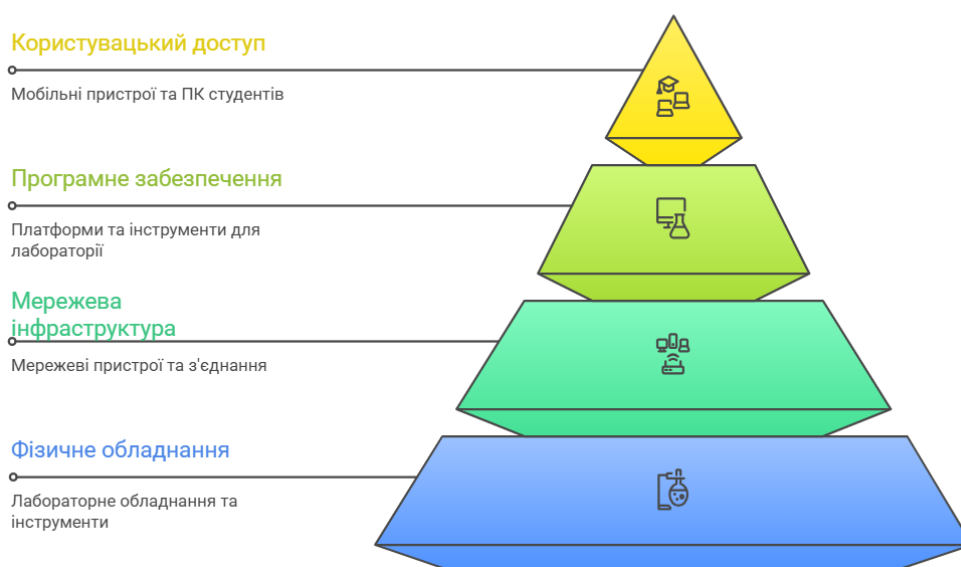 Користувацький доступ
Мобільні пристрої та ПК студентів
Програмне забезпечення
Платформи та інструменти для
лабораторії
Мережева
інфраструктура
Мережеві пристрої та з'єднання
Фізичне обладнання
Лабораторне обладнання та
інструменти